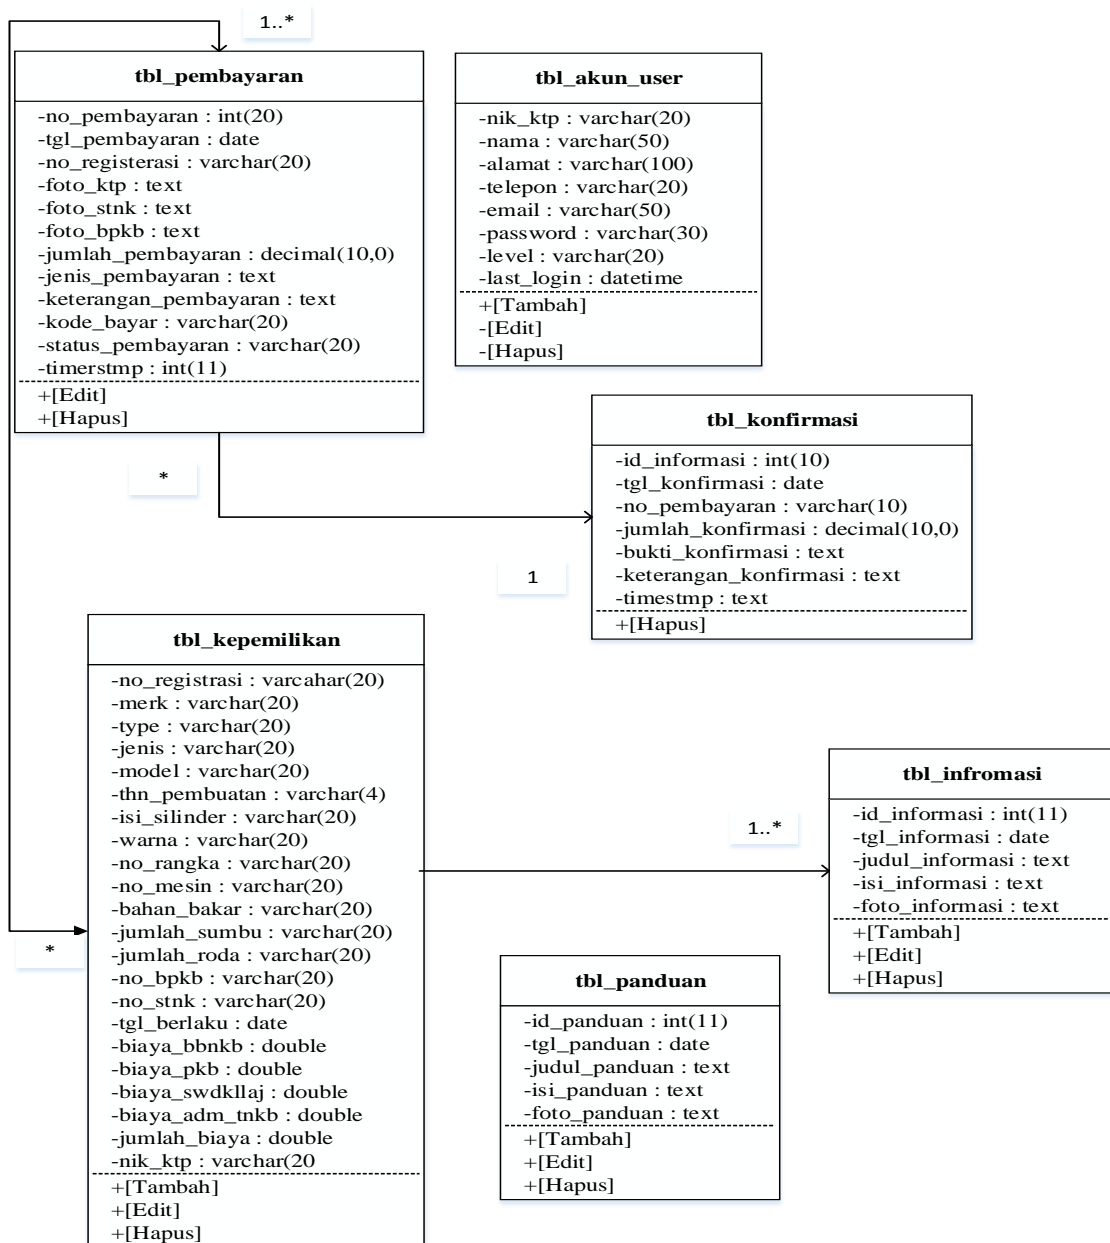 1..*
tbl_pembayaran
-no_pembayaran : int(20)
-tgl_pembayaran : date
-no_registerasi : varchar(20)
-foto_ktp : text
-foto_stnk : text
-foto_bpkb : text
-jumlah_pembayaran : decimal(10,0)
-jenis_pembayaran : text
-keterangan_pembayaran : text
-kode_bayar : varchar(20)
-status_pembayaran : varchar(20)
-timerstmp : int(11)
+[Edit]
+[Hapus]
tbl_akun_user
-nik_ktp : varchar(20)
-nama : varchar(50)
-alamat : varchar(100)
-telepon : varchar(20)
-email : varchar(50)
-password : varchar(30)
-level : varchar(20)
-last_login : datetime
+[Tambah]
-[Edit]
-[Hapus]
*
tbl_konfirmasi
-id_informasi : int(10)
-tgl_konfirmasi : date
-no_pembayaran : varchar(10)
-jumlah_konfirmasi : decimal(10,0)
-bukti_konfirmasi : text
-keterangan_konfirmasi : text
-timestmp : text
+[Hapus]
1
tbl_kepemilikan
-no_registrasi : varcahar(20)
-merk : varchar(20)
-type : varchar(20)
-jenis : varchar(20)
-model : varchar(20)
-thn_pembuatan : varchar(4)
-isi_silinder : varchar(20)
-warna : varchar(20)
-no_rangka : varchar(20)
-no_mesin : varchar(20)
-bahan_bakar : varchar(20)
-jumlah_sumbu : varchar(20)
-jumlah_roda : varchar(20)
-no_bpkb : varchar(20)
-no_stnk : varchar(20)
-tgl_berlaku : date
-biaya_bbnkb : double
-biaya_pkb : double
-biaya_swdkllaj : double
-biaya_adm_tnkb : double
-jumlah_biaya : double
-nik_ktp : varchar(20
+[Tambah]
+[Edit]
+[Hapus]
*
1..*
tbl_infromasi
-id_informasi : int(11)
-tgl_informasi : date
-judul_informasi : text
-isi_informasi : text
-foto_informasi : text
+[Tambah]
+[Edit]
+[Hapus]
tbl_panduan
-id_panduan : int(11)
-tgl_panduan : date
-judul_panduan : text
-isi_panduan : text
-foto_panduan : text
+[Tambah]
+[Edit]
+[Hapus]